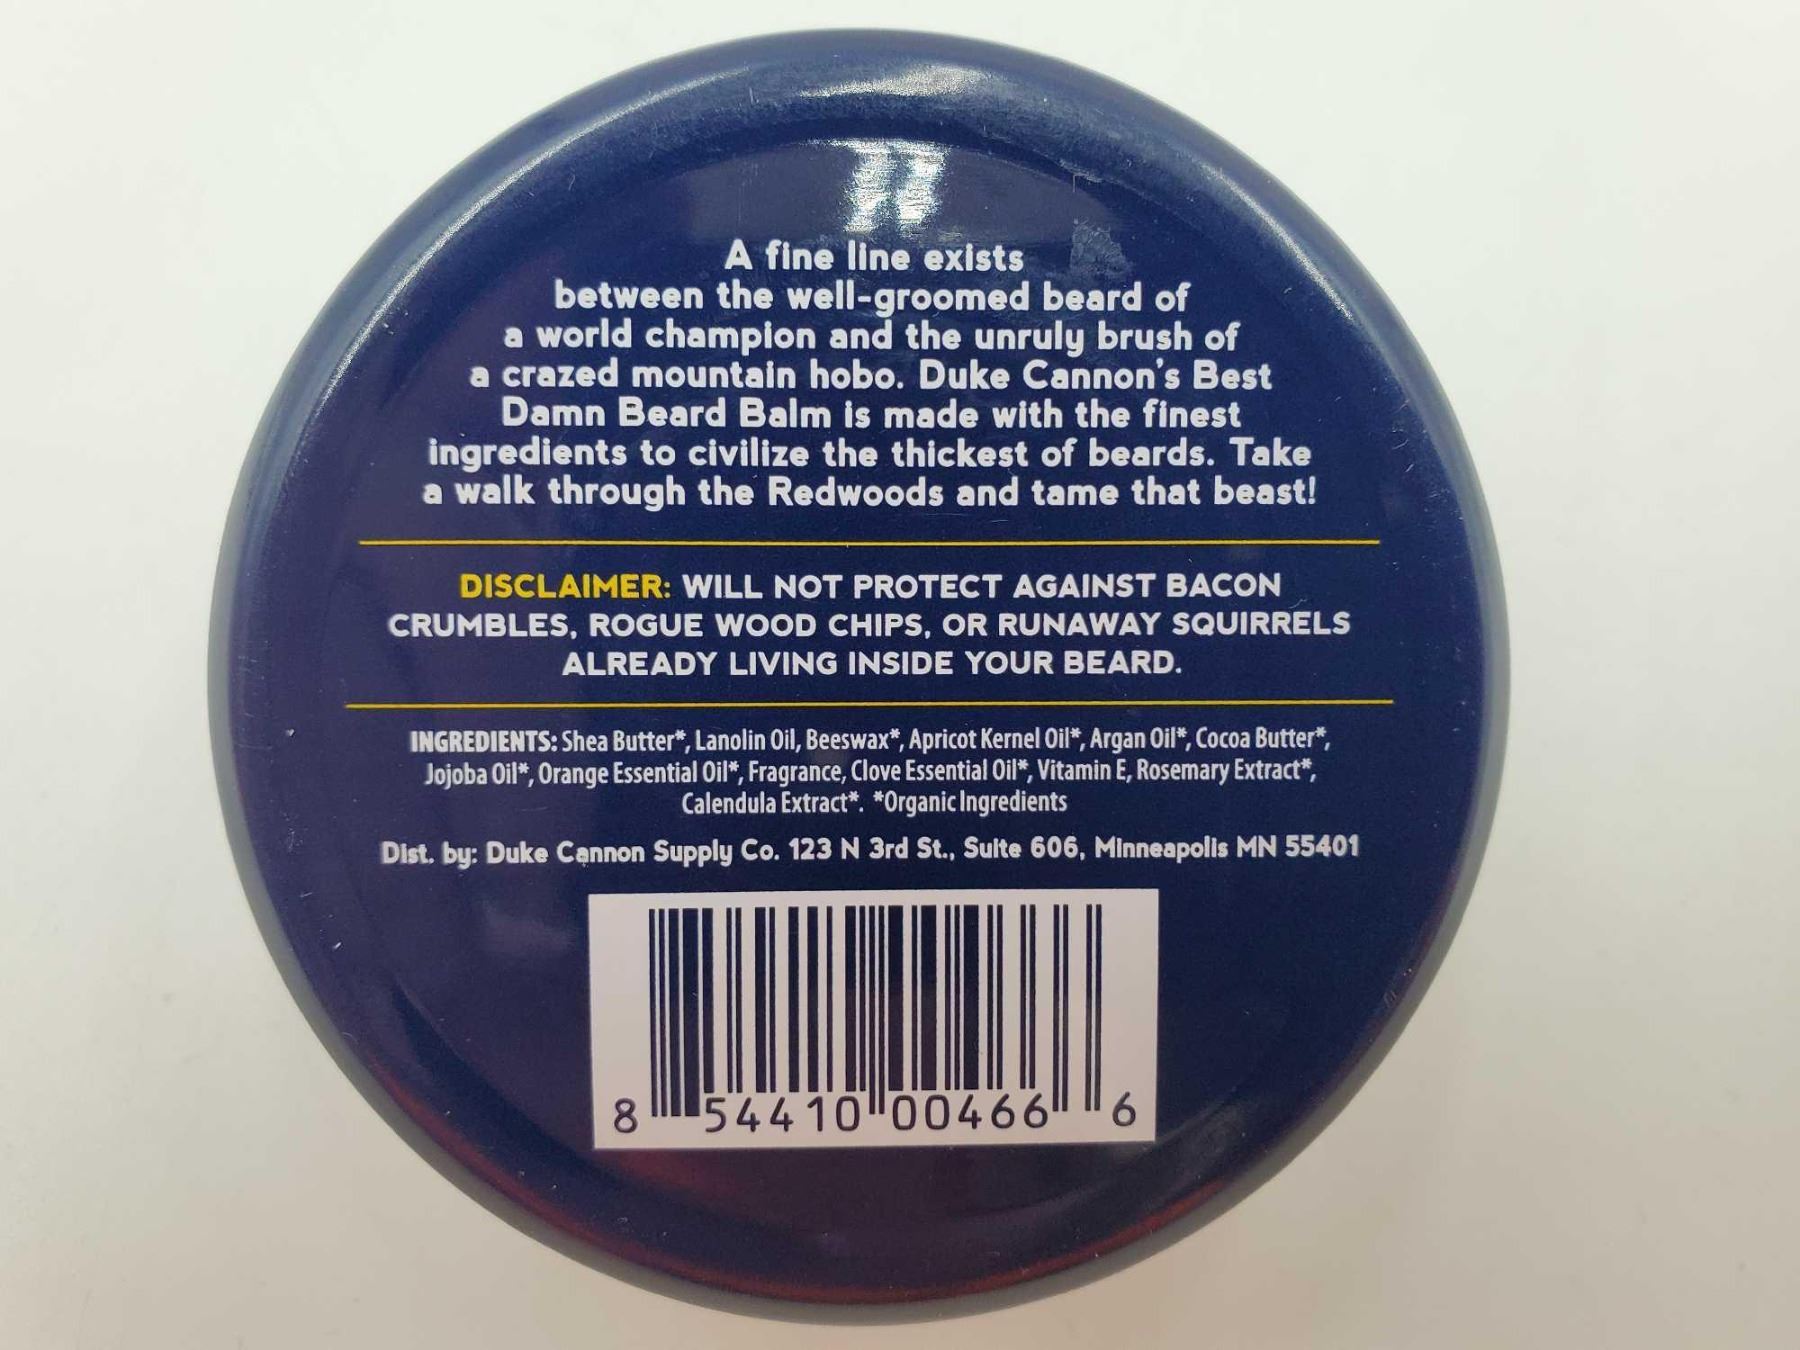 A fine line exists
between the well-groomed beard of
a world champion and the unruly brush of
a crazed mountain hobo. Duke Cannon's Best
Damn Beard Balm is made with the finest
ingredients to civilize the thickest of beards. Take
a walk through the Redwoods and tame that beast!
DISCLAIMER: WILL NOT PROTECT AGAINST BACON
CRUMBLES, ROGUE WOOD CHIPS, OR RUNAWAY SQUIRRELS
ALREADY LIVING INSIDE YOUR BEARD.
INGREDIENTS: Shea Butter*, Lanolin Oil, Beeswax*, Apricot Kernel Oil*, Argan Oil*, Cocoa Butter*,
Jojoba Oil*, Orange Essential Oil*, Fragrance, Clove Essential Oil*, Vitamin E, Rosemary Extract*,
Calendula Extract*. *Organic Ingredients
Dist. by: Duke Cannon Supply Co. 123 N 3rd St., Suite 606, Minneapolis MN 55401
8 54410 00466 6